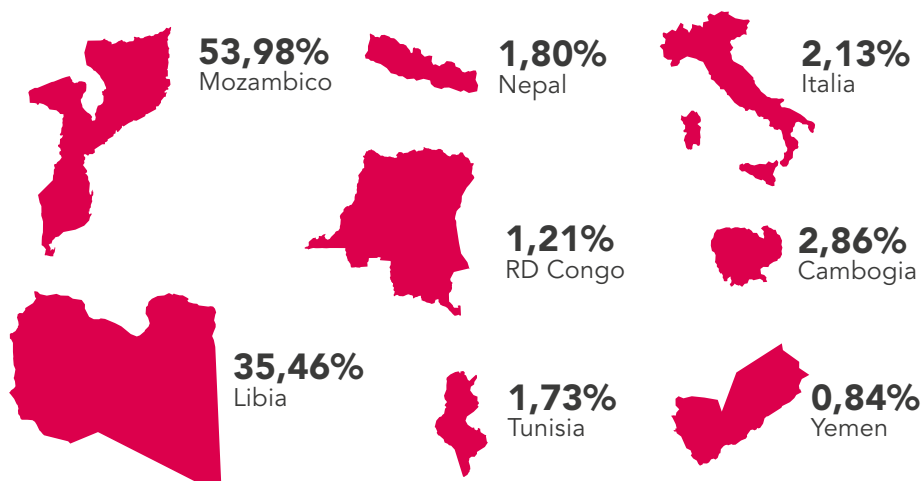 53,98%
Mozambico
1,80%
Nepal
2,13%
Italia
1,21%
RD Congo
2,86%
Cambogia
35,46%
Libia
1,73%
Tunisia
0,84%
Yemen